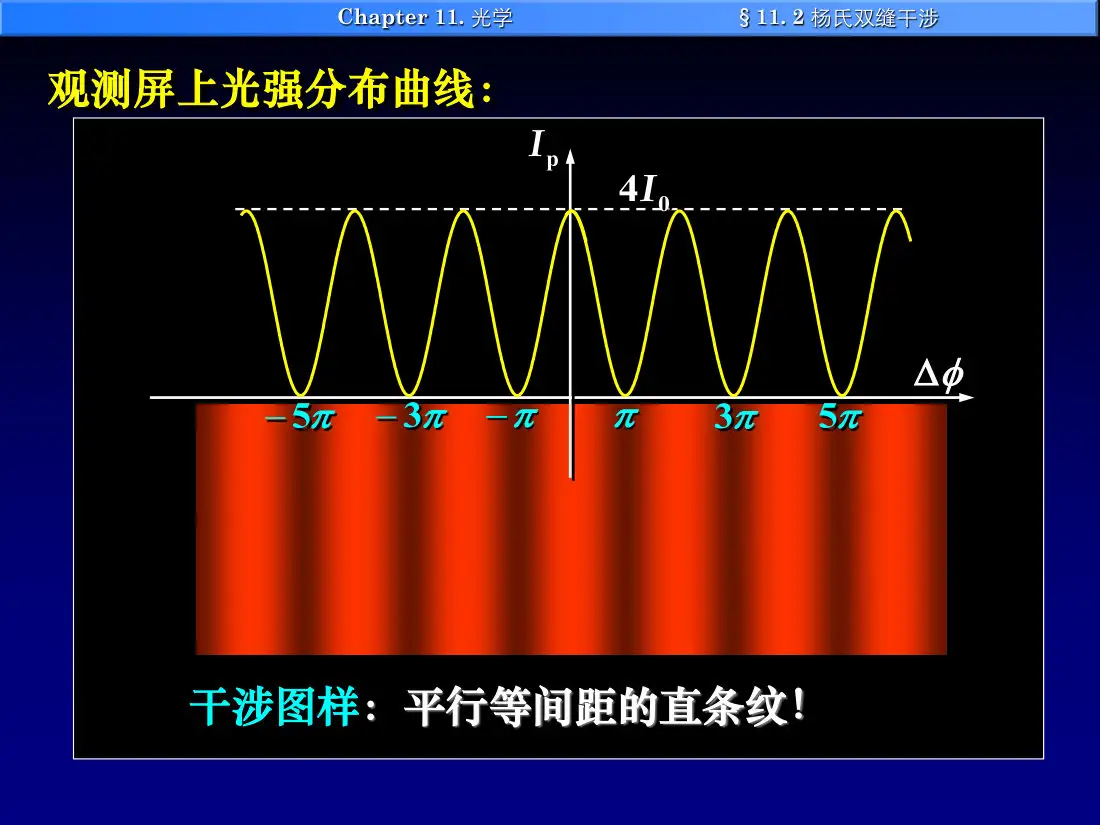 Chapter 11. 光学 § 11. 2 杨氏双缝干涉
观测屏上光强分布曲线：
Ip
4I0
Δϕ
－5π －3π －π π 3π 5π
干涉图样：平行等间距的直条纹！